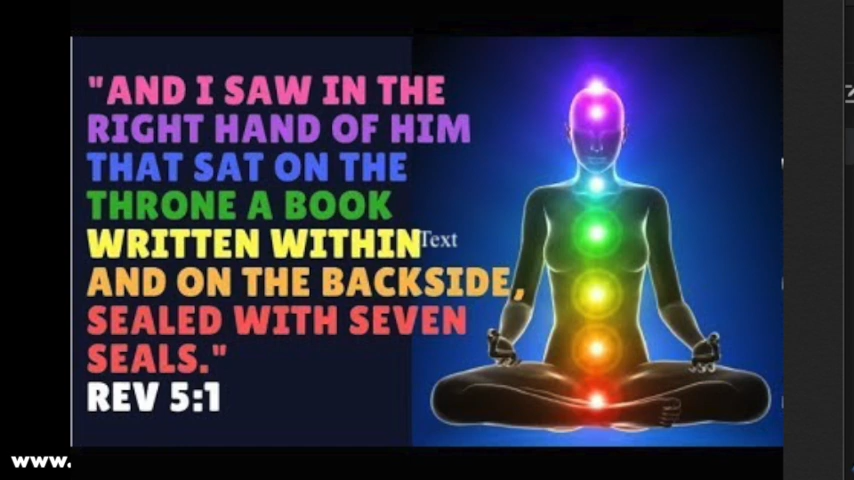 "AND I SAW IN THE
RIGHT HAND OF HIM
THAT SAT ON THE
THRONE A BOOK
WRITTEN WITHIN
Text
AND ON THE BACKSIDE,
SEALED WITH SEVEN
SEALS."
REV 5:1
www.